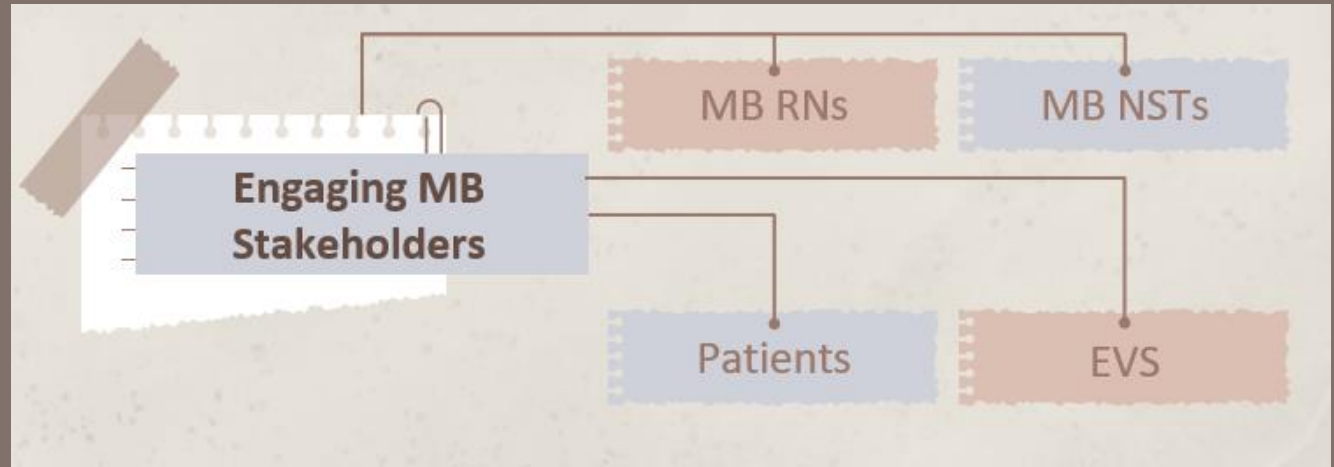 Engaging MB
Stakeholders
MB RNs
MB NSTs
Patients
EVS